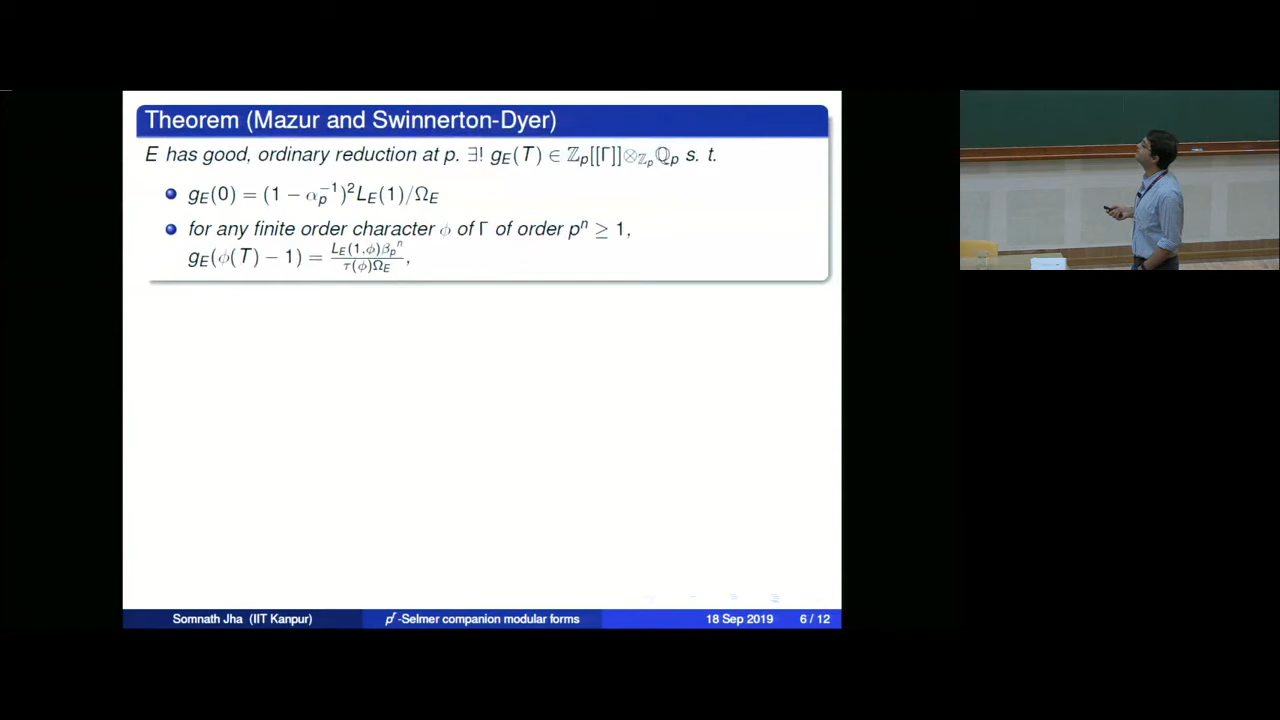 Theorem (Mazur and Swinnerton-Dyer)
E has good, ordinary reduction at p. ∃! g_E(T) ∈ ℤ_p[[Γ]]⊗_{ℤ_p}ℚ_p s. t.
g_E(0) = (1 − α_p^{−1})^2 L_E(1)/Ω_E
for any finite order character ϕ of Γ of order p^n ≥ 1,
g_E(ϕ(T) − 1) = \frac{L_E(1,ϕ)β_p^n}{τ(ϕ)Ω_E},
Somnath Jha (IIT Kanpur) p^r-Selmer companion modular forms 18 Sep 2019 6 / 12